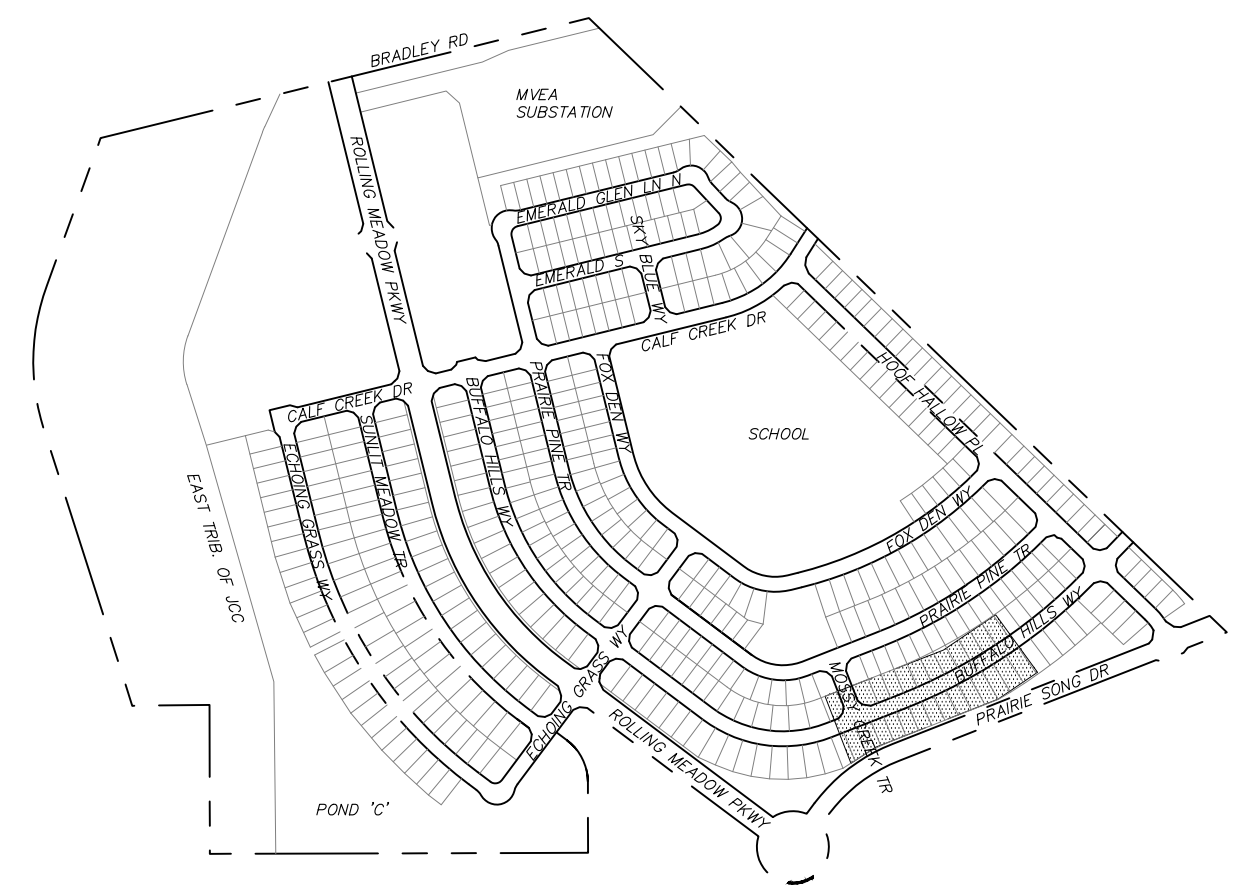 BRADLEY RD
MVEA
SUBSTATION
ROLLING MEADOW PKWY
EMERALD GLEN LN N
SKY BLUE WY
EMERALD S
CALF CREEK DR
CALF CREEK DR
HOOF HALLOW PL
BUFFALO HILLS WY
PRAIRIE PINE TR
FOX DEN WY
SUNLIT MEADOW TR
ECHOING GRASS WY
SCHOOL
EAST TRIB. OF JCC
FOX DEN WY
PRAIRIE PINE TR
BUFFALO HILLS WY
MOSSY CREEK TR
PRAIRIE SONG DR
ECHOING GRASS WY
ROLLING MEADOW PKWY
POND 'C'